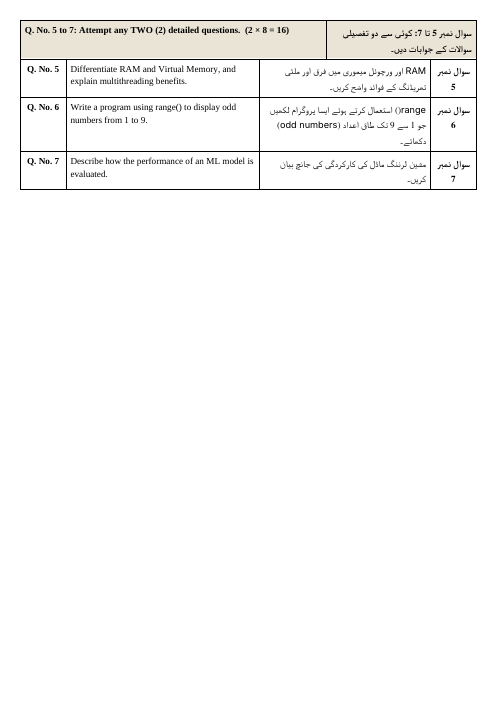 Q. No. 5 to 7: Attempt any TWO (2) detailed questions. (2 × 8 = 16)
سوال نمبر 5 تا 7: کوئی سے دو تفصیلی
سوالات کے جوابات دیں۔
Q. No. 5
Differentiate RAM and Virtual Memory, and
explain multithreading benefits.
RAM اور ورچوئل میموری میں فرق اور ملٹی
تھریڈنگ کے فوائد واضح کریں۔
سوال نمبر
5
Q. No. 6
Write a program using range() to display odd
numbers from 1 to 9.
range() استعمال کرتے ہوئے ایسا پروگرام لکھیں
جو 1 سے 9 تک طاق اعداد (odd numbers)
دکھائے۔
سوال نمبر
6
Q. No. 7
Describe how the performance of an ML model is
evaluated.
مشین لرننگ ماڈل کی کارکردگی کی جانچ بیان
کریں۔
سوال نمبر
7